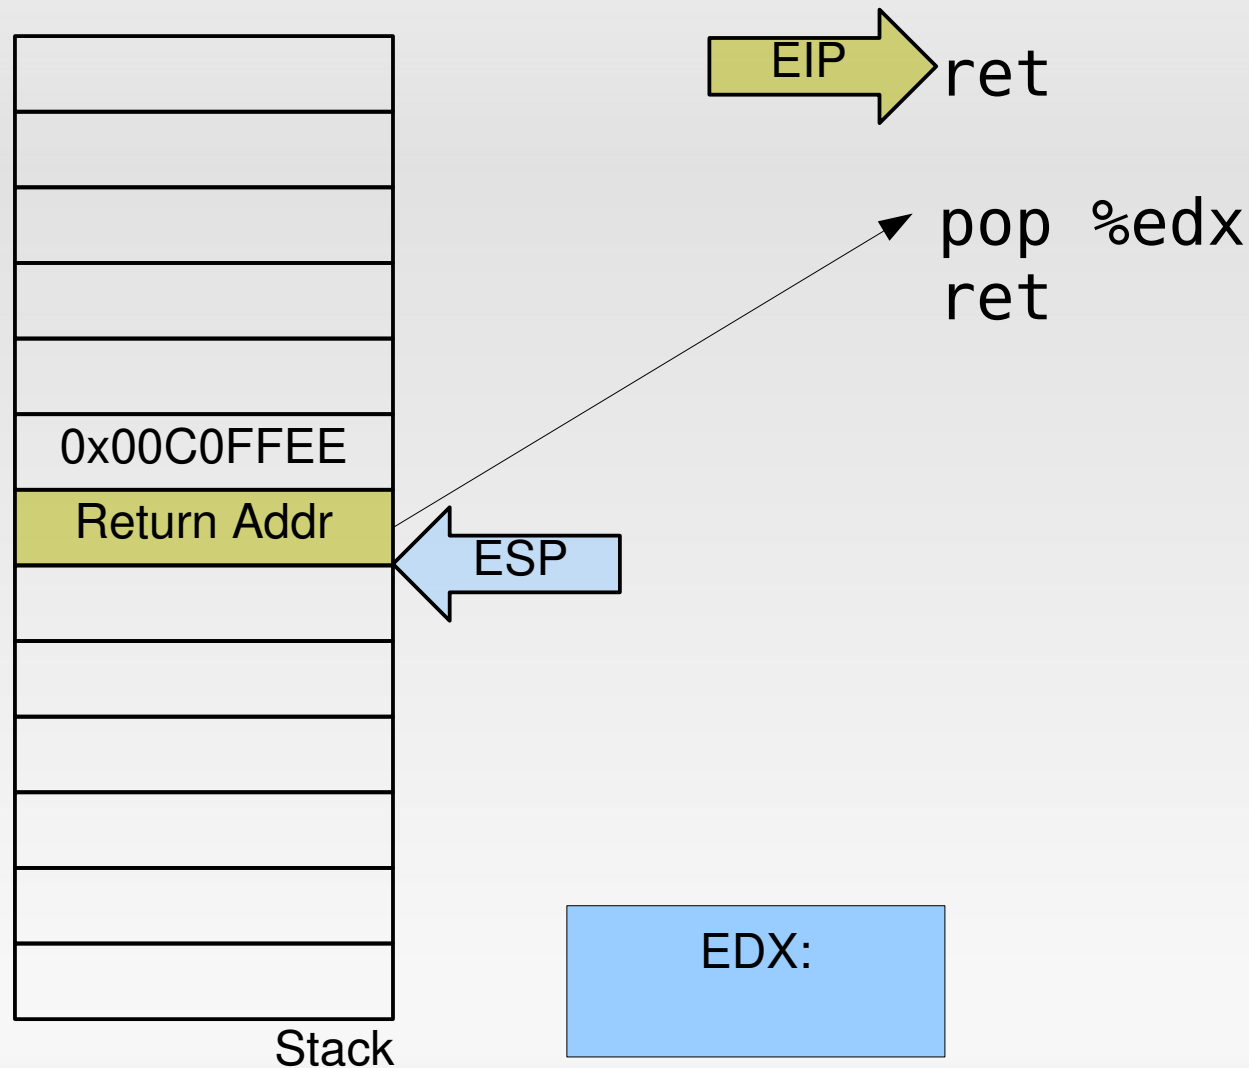 EIP
ret
pop %edx
ret
0x00C0FFEE
Return Addr
ESP
EDX:
Stack